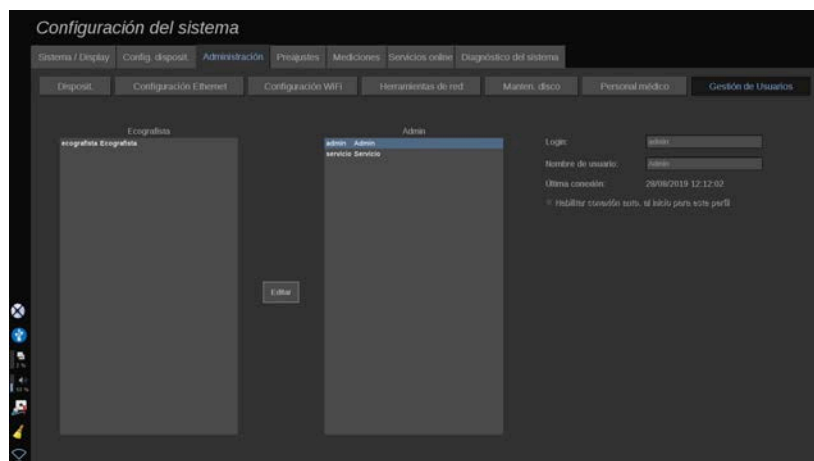 Configuración del sistema
Sistema / Display Config. disposit. Administración Preajustes Mediciones Servicios online Diagnóstico del sistema
Disposit. Configuración Ethernet Configuración WiFi Herramientas de red Manten. disco Personal médico Gestión de Usuarios
Ecografista
ecografista Ecografista
Admin
admin Admin
servicio Servicio
Editar
Login: admin
Nombre de usuario: Admin
Última conexión: 28/08/2019 12:12:02
Habilitar conexión auto. al inicio para este perfil